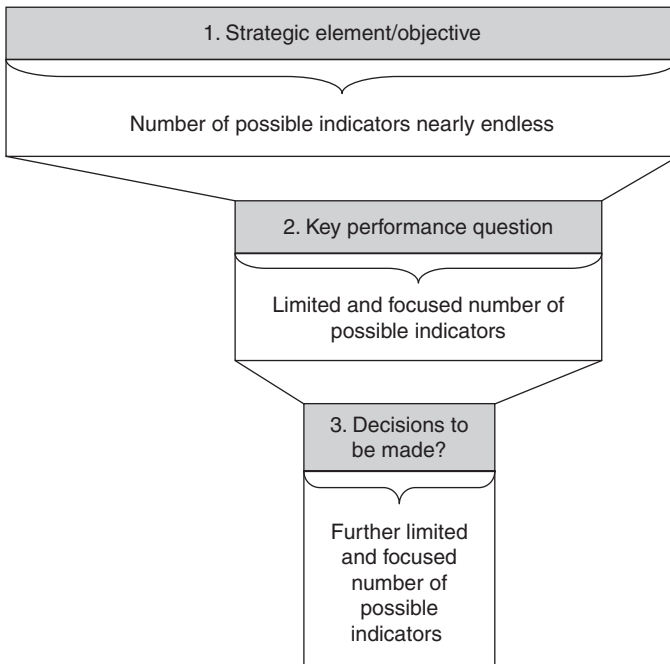 1. Strategic element/objective
Number of possible indicators nearly endless
2. Key performance question
Limited and focused number of
possible indicators
3. Decisions to
be made?
Further limited
and focused
number of
possible
indicators